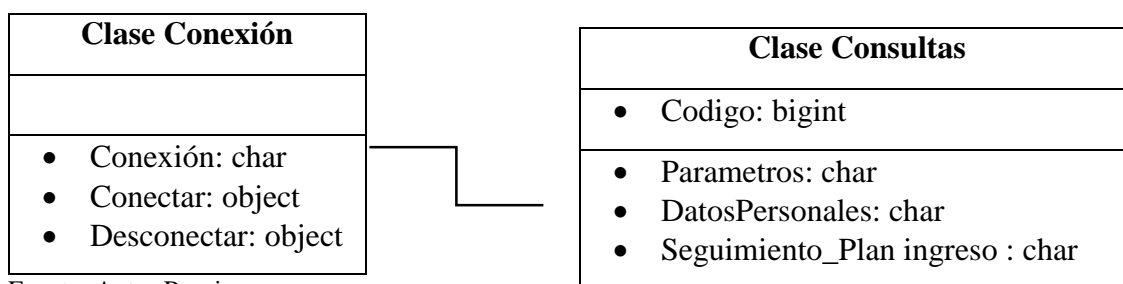 Clase Conexión
• Conexión: char
• Conectar: object
• Desconectar: object
Clase Consultas
• Codigo: bigint
• Parametros: char
• DatosPersonales: char
• Seguimiento_Plan ingreso : char